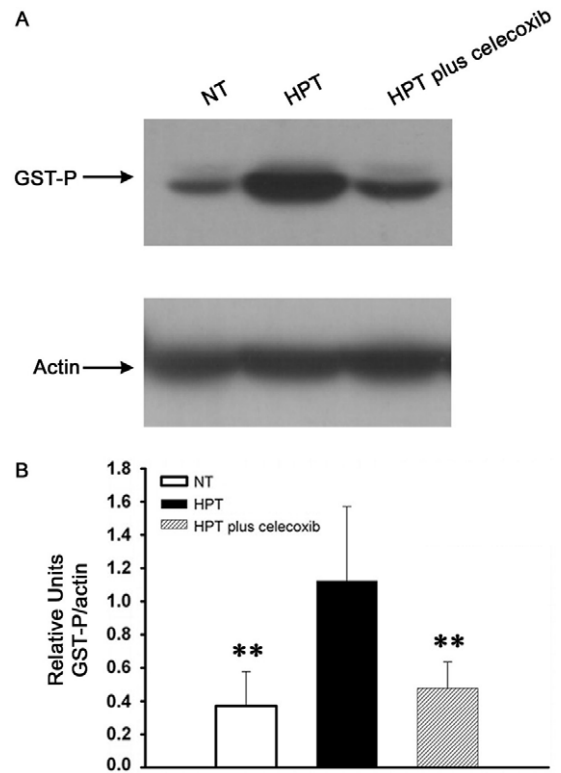 A
NT
HPT
HPT plus celecoxib
GST-P
Actin
B
1.8
1.6
1.4
1.2
1.0
0.8
0.6
0.4
0.2
0.0
Relative Units
GST-P/actin
NT
HPT
HPT plus celecoxib
**
**